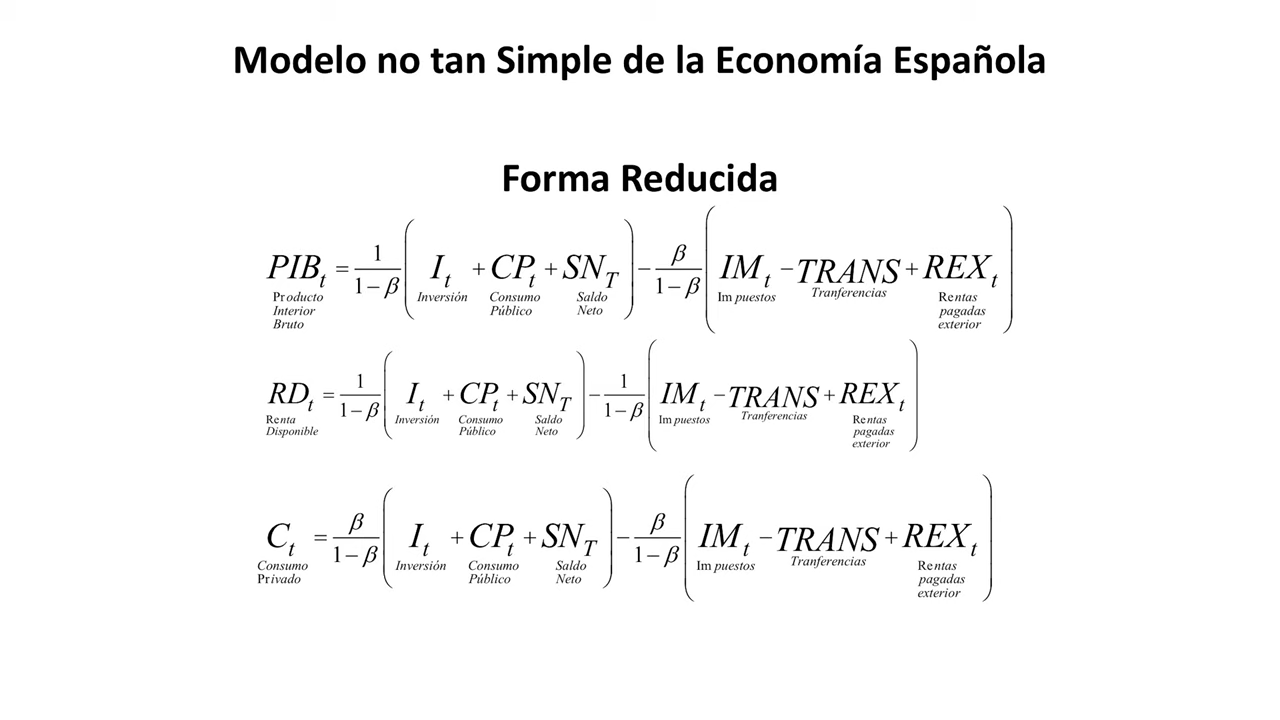 Modelo no tan Simple de la Economía Española
Forma Reducida
PIB_t = 1/(1−β) ( I_t + CP_t + SN_T ) − β/(1−β) ( IM_t − TRANS + REX_t )
Producto Interior Bruto Inversión Consumo Público Saldo Neto Impuestos Tranferencias Rentas pagadas exterior
RD_t = 1/(1−β) ( I_t + CP_t + SN_T ) − 1/(1−β) ( IM_t − TRANS + REX_t )
Renta Disponible Inversión Consumo Público Saldo Neto Impuestos Tranferencias Rentas pagadas exterior
C_t = β/(1−β) ( I_t + CP_t + SN_T ) − β/(1−β) ( IM_t − TRANS + REX_t )
Consumo Privado Inversión Consumo Público Saldo Neto Impuestos Tranferencias Rentas pagadas exterior